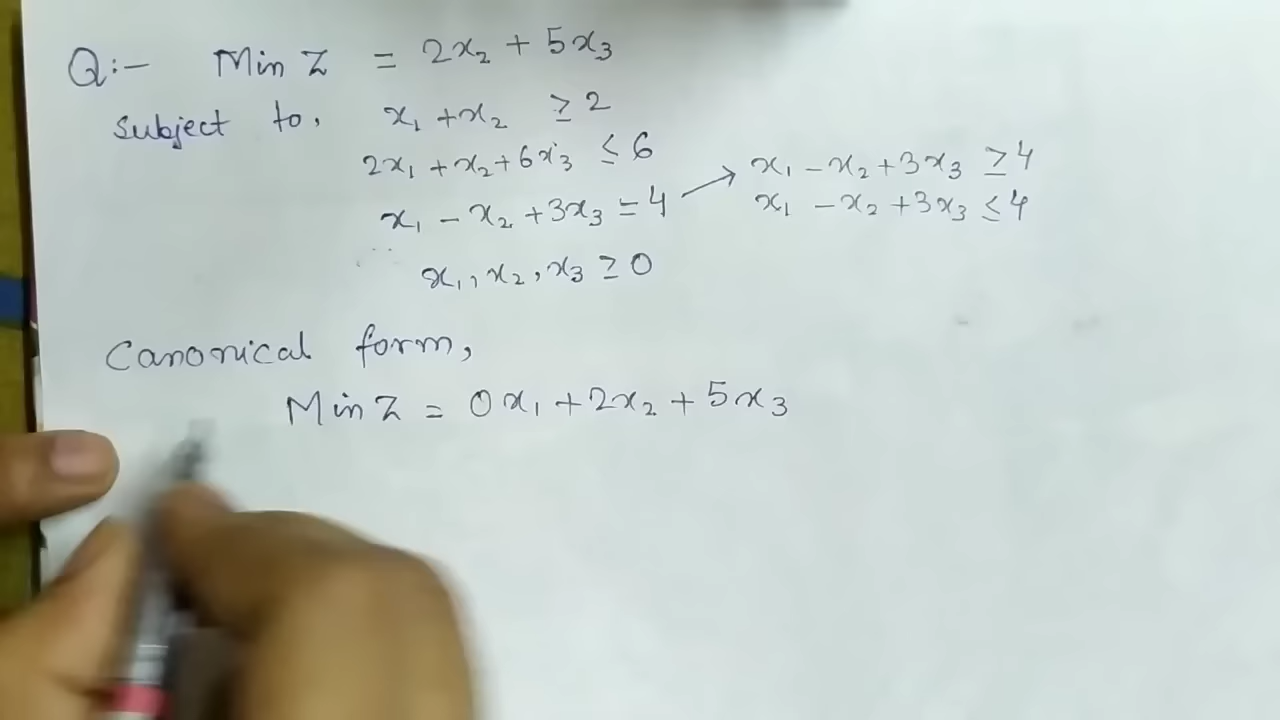 Q:- Min Z = 2x₂ + 5x₃
Subject to, x₁ + x₂ ≥ 2
2x₁ + x₂ + 6x₃ ≤ 6
x₁ - x₂ + 3x₃ = 4 → x₁ - x₂ + 3x₃ ≥ 4
x₁ - x₂ + 3x₃ ≤ 4
x₁, x₂, x₃ ≥ 0
Canonical form,
Min Z = 0x₁ + 2x₂ + 5x₃